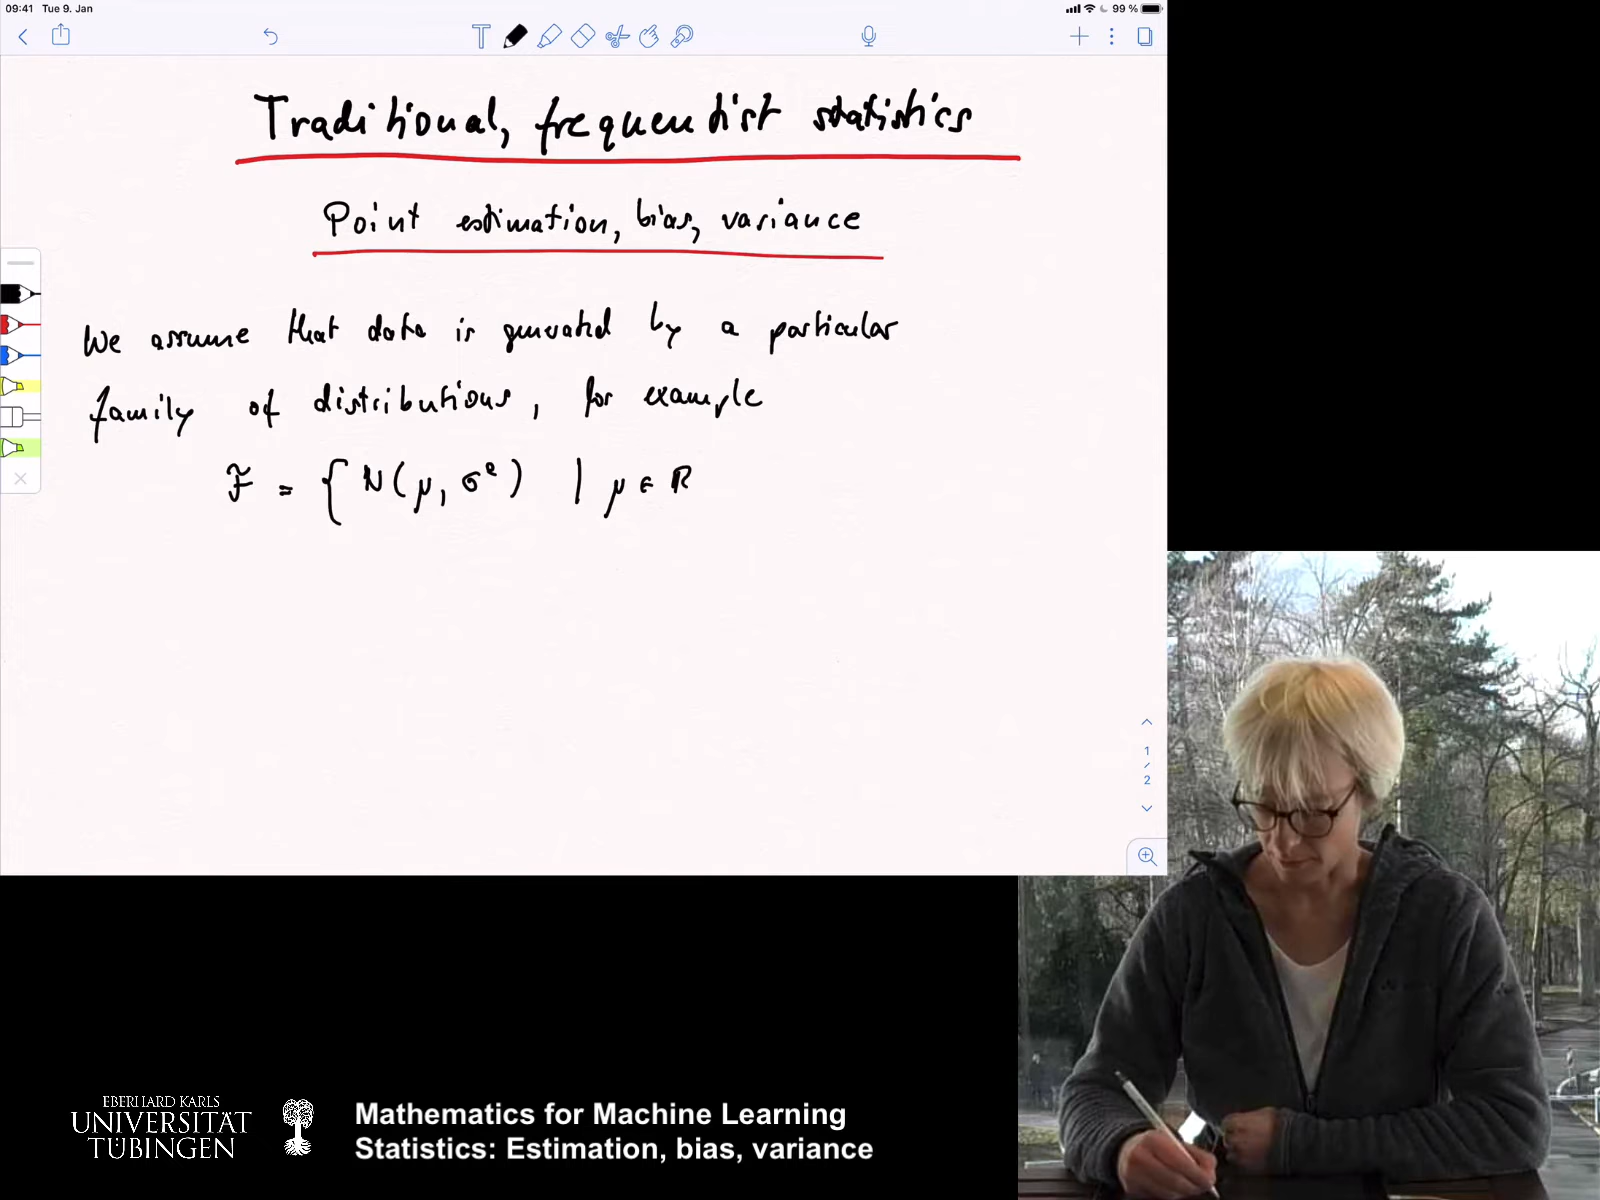 09:41 Tue 9. Jan
99 %
Traditional, frequentist statistics
Point estimation, bias, variance
We assume that data is generated by a particular
family of distributions, for example
ℱ = { N(μ, σ²) | μ ∈ ℝ
1
/
2
EBERHARD KARLS
UNIVERSITÄT
TÜBINGEN
Mathematics for Machine Learning
Statistics: Estimation, bias, variance